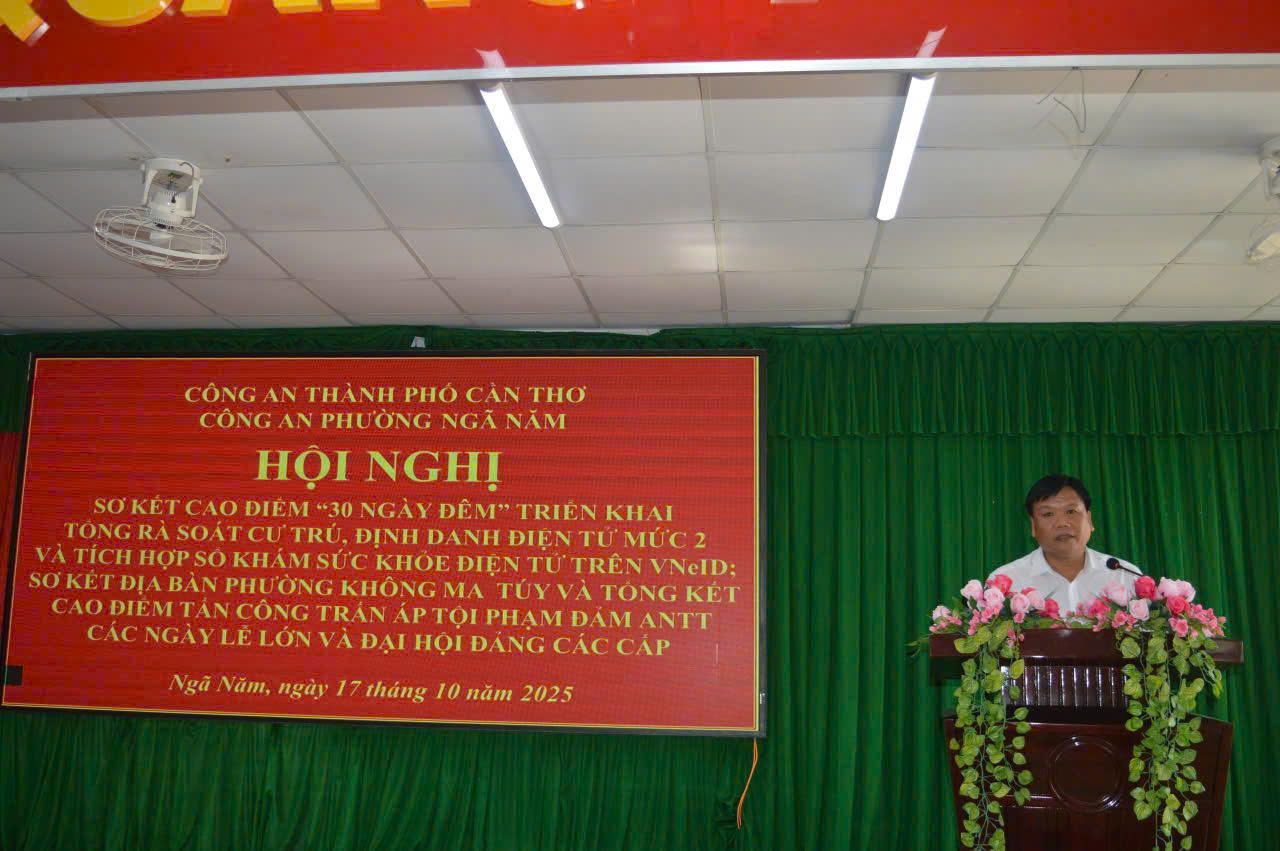 CÔNG AN THÀNH PHỐ CẦN THƠ
CÔNG AN PHƯỜNG NGÃ NĂM
HỘI NGHỊ
SƠ KẾT CAO ĐIỂM “30 NGÀY ĐÊM” TRIỂN KHAI
TỔNG RÀ SOÁT CƯ TRÚ, ĐỊNH DANH ĐIỆN TỬ MỨC 2
VÀ TÍCH HỢP SỔ KHÁM SỨC KHỎE ĐIỆN TỬ TRÊN VNeID;
SƠ KẾT ĐỊA BÀN PHƯỜNG KHÔNG MA TÚY VÀ TỔNG KẾT
CAO ĐIỂM TẤN CÔNG TRẤN ÁP TỘI PHẠM ĐẢM ANTT
CÁC NGÀY LỄ LỚN VÀ ĐẠI HỘI ĐẢNG CÁC CẤP
Ngã Năm, ngày 17 tháng 10 năm 2025